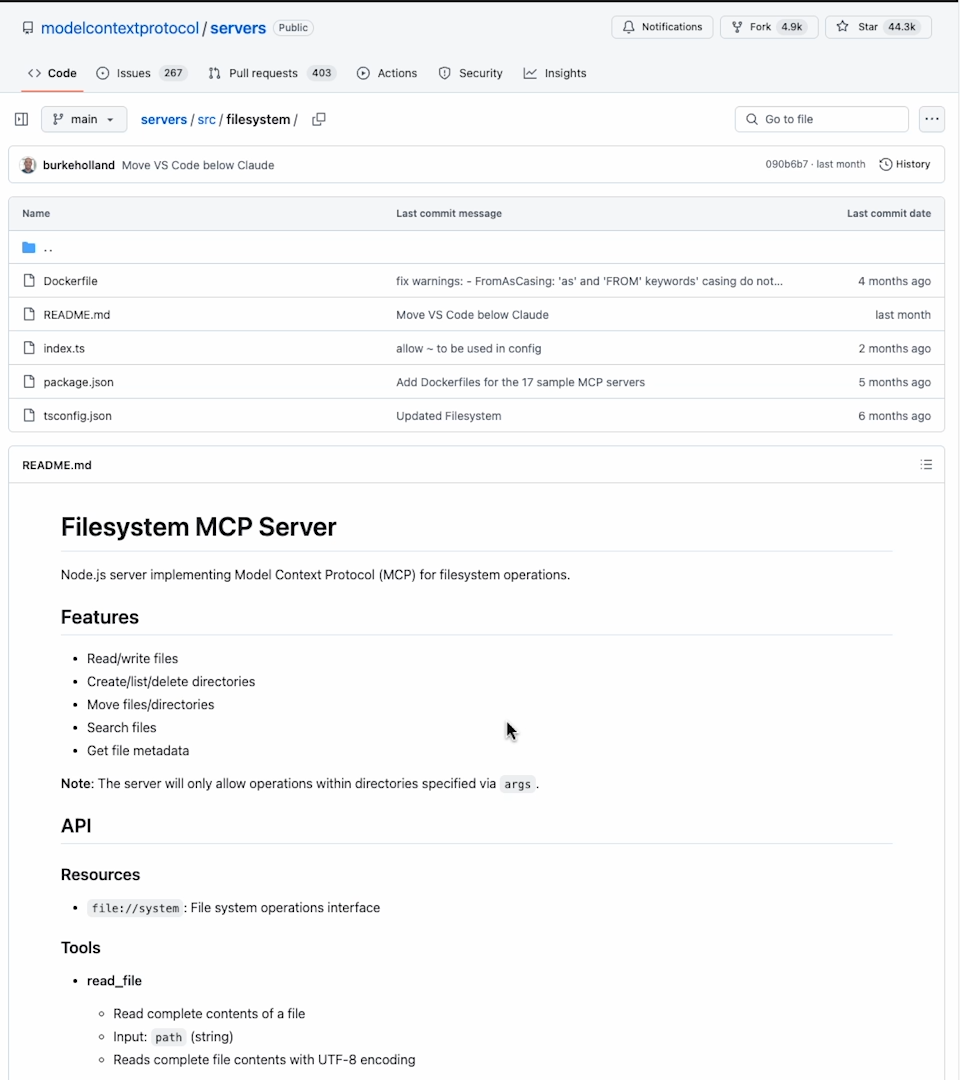 modelcontextprotocol / servers Public Notifications Fork 4.9k Star 44.3k
Code Issues 267 Pull requests 403 Actions Security Insights
main servers / src / filesystem / Go to file
burkeholland Move VS Code below Claude 090b6b7 · last month History
Name Last commit message Last commit date
..
Dockerfile fix warnings: - FromAsCasing: 'as' and 'FROM' keywords' casing do not... 4 months ago
README.md Move VS Code below Claude last month
index.ts allow ~ to be used in config 2 months ago
package.json Add Dockerfiles for the 17 sample MCP servers 5 months ago
tsconfig.json Updated Filesystem 6 months ago
README.md
Filesystem MCP Server
Node.js server implementing Model Context Protocol (MCP) for filesystem operations.
Features
• Read/write files
• Create/list/delete directories
• Move files/directories
• Search files
• Get file metadata
Note: The server will only allow operations within directories specified via args .
API
Resources
• file://system : File system operations interface
Tools
• read_file
◦ Read complete contents of a file
◦ Input: path (string)
◦ Reads complete file contents with UTF-8 encoding